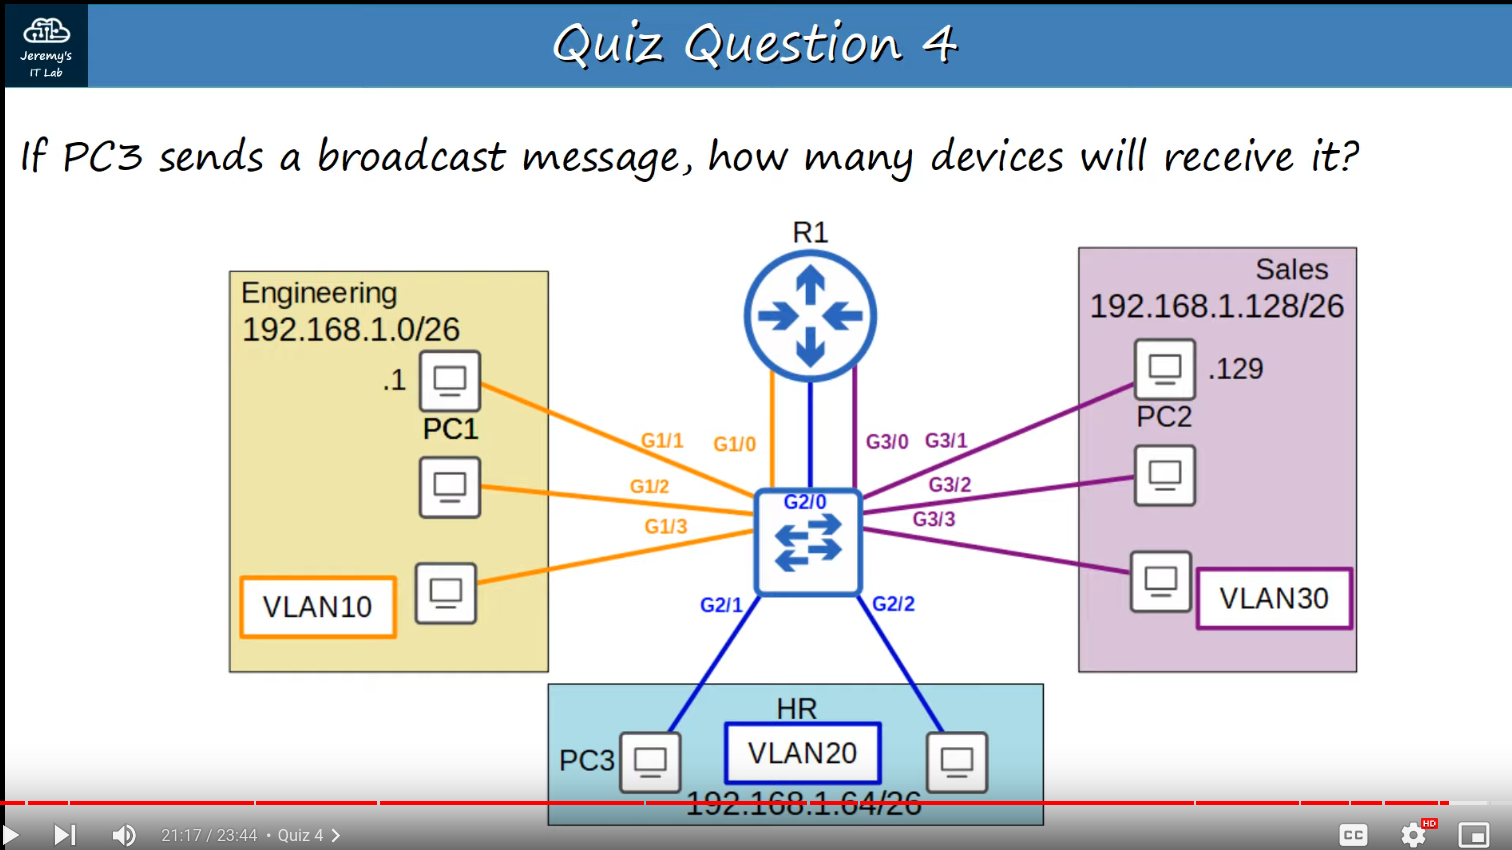 Jeremy's
IT Lab
Quiz Question 4
If PC3 sends a broadcast message, how many devices will receive it?
R1
Engineering
192.168.1.0/26
.1
PC1
VLAN10
Sales
192.168.1.128/26
.129
PC2
VLAN30
G1/1
G1/0
G3/0
G3/1
G1/2
G3/2
G2/0
G1/3
G3/3
G2/1
G2/2
HR
PC3
VLAN20
192.168.1.64/26
21:17 / 23:44 • Quiz 4
CC
HD